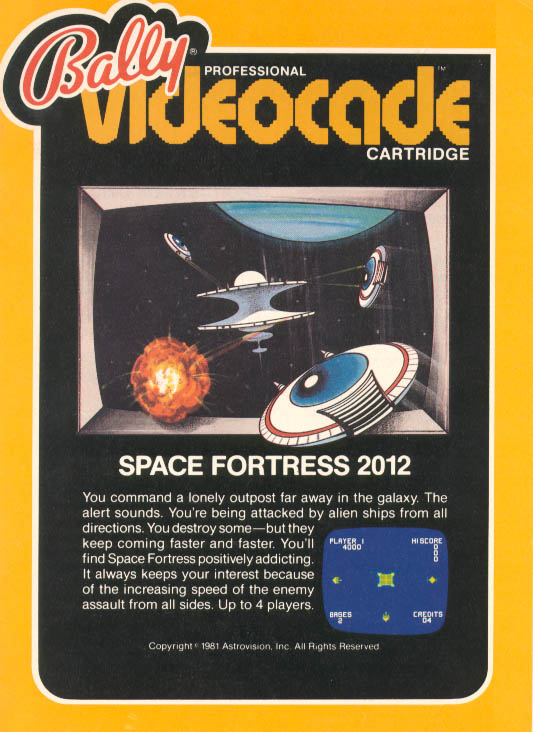 Bally®
PROFESSIONAL
Videocade™
CARTRIDGE
SPACE FORTRESS 2012
You command a lonely outpost far away in the galaxy. The
alert sounds. You're being attacked by alien ships from all
directions. You destroy some—but they
keep coming faster and faster. You'll
find Space Fortress positively addicting.
It always keeps your interest because
of the increasing speed of the enemy
assault from all sides. Up to 4 players.
PLAYER 1
4000
HI SCORE
0
0
0
BASES
2
CREDITS
04
Copyright © 1981 Astrovision, Inc. All Rights Reserved